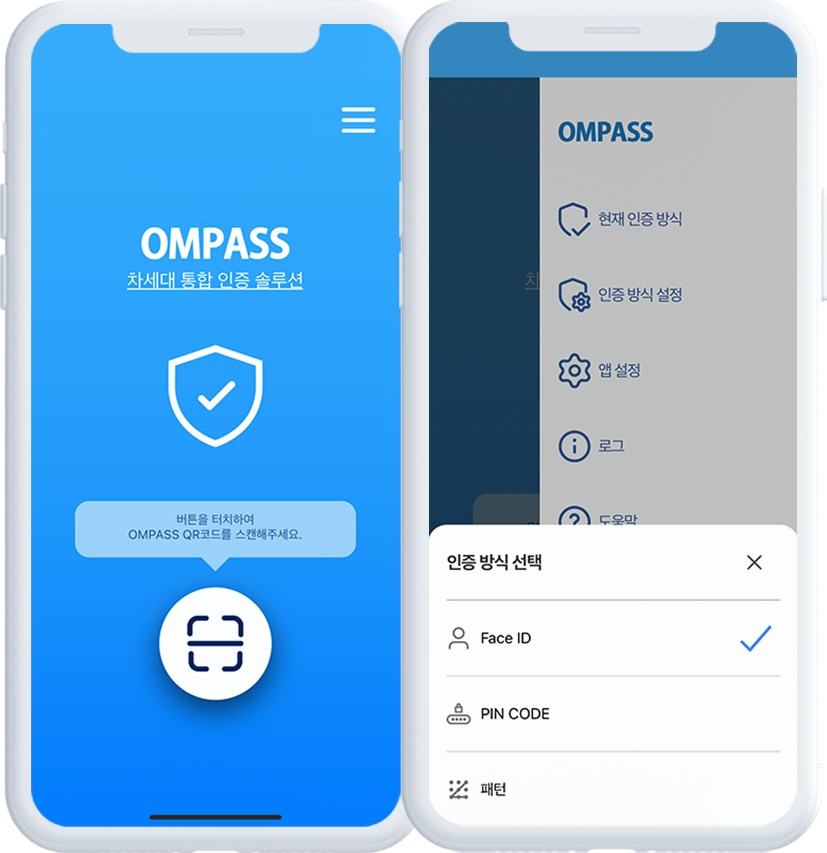 OMPASS
차세대 통합 인증 솔루션
버튼을 터치하여
OMPASS QR코드를 스캔해주세요.
OMPASS
현재 인증 방식
인증 방식 설정
앱 설정
로그
도움말
차
인증 방식 선택
Face ID
PIN CODE
패턴